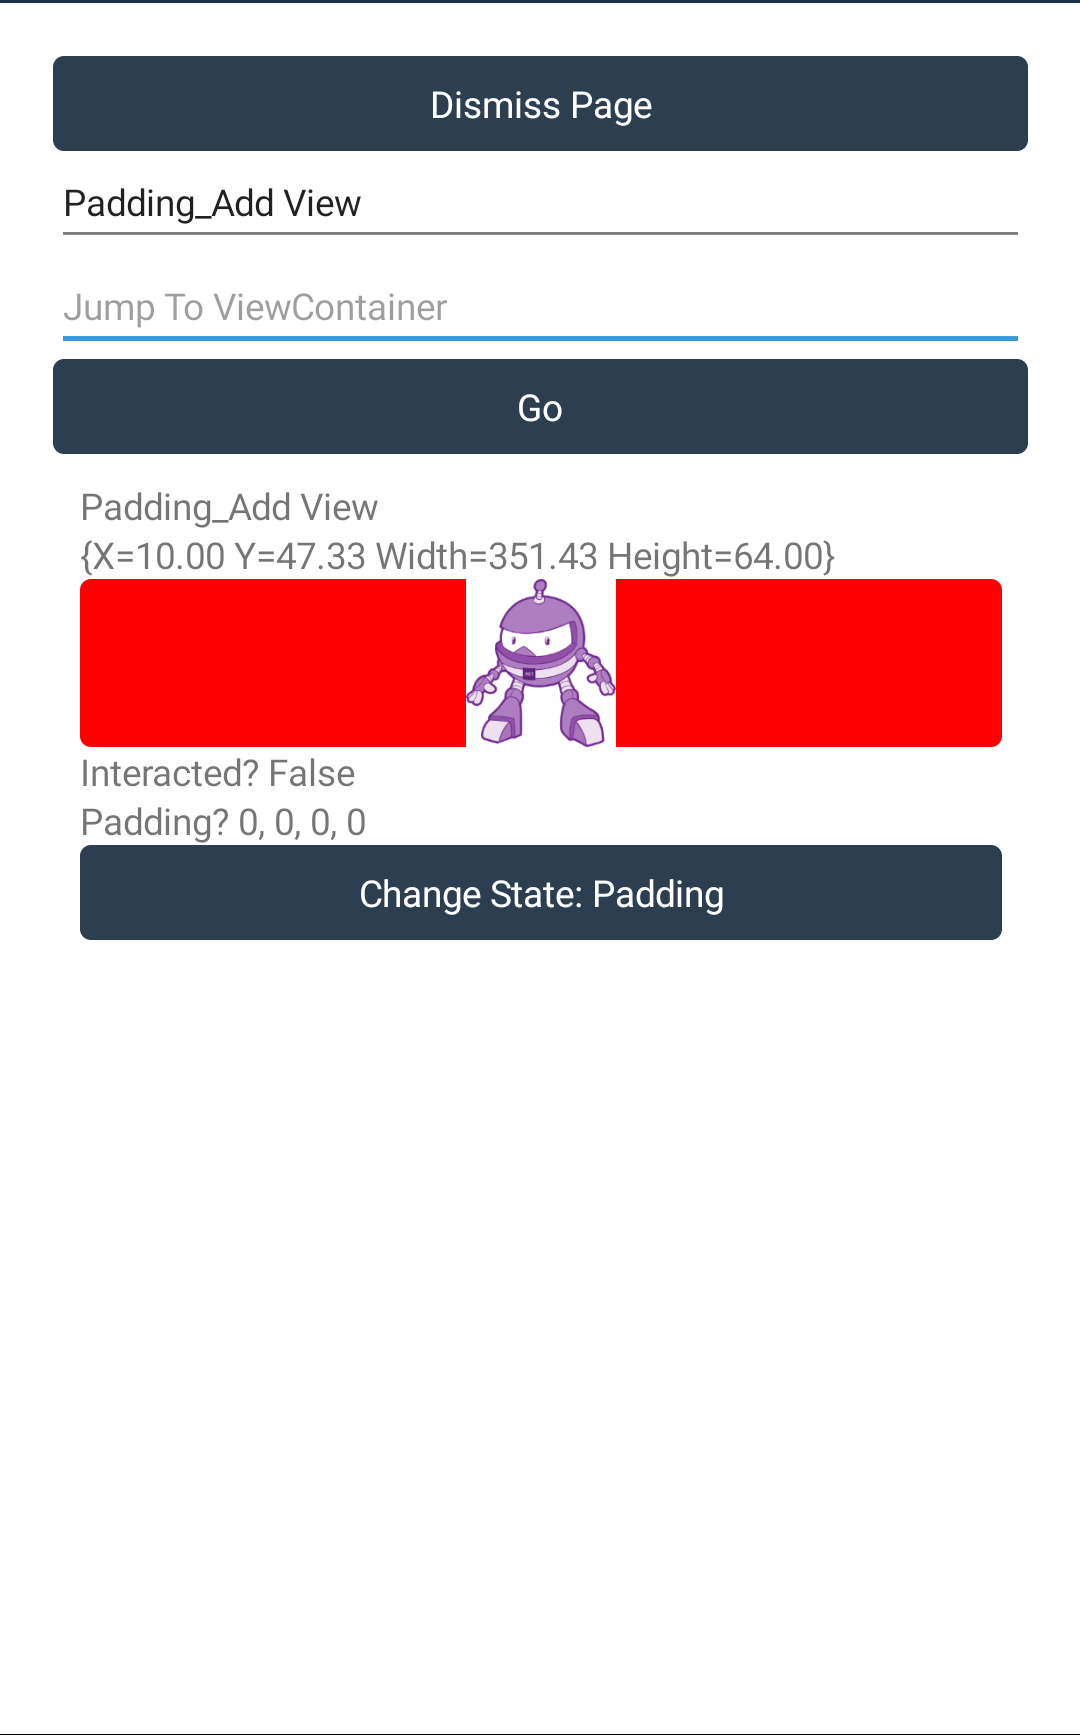 Dismiss Page
Padding_Add View
Jump To ViewContainer
Go
Padding_Add View
{X=10.00 Y=47.33 Width=351.43 Height=64.00}
Interacted? False
Padding? 0, 0, 0, 0
Change State: Padding